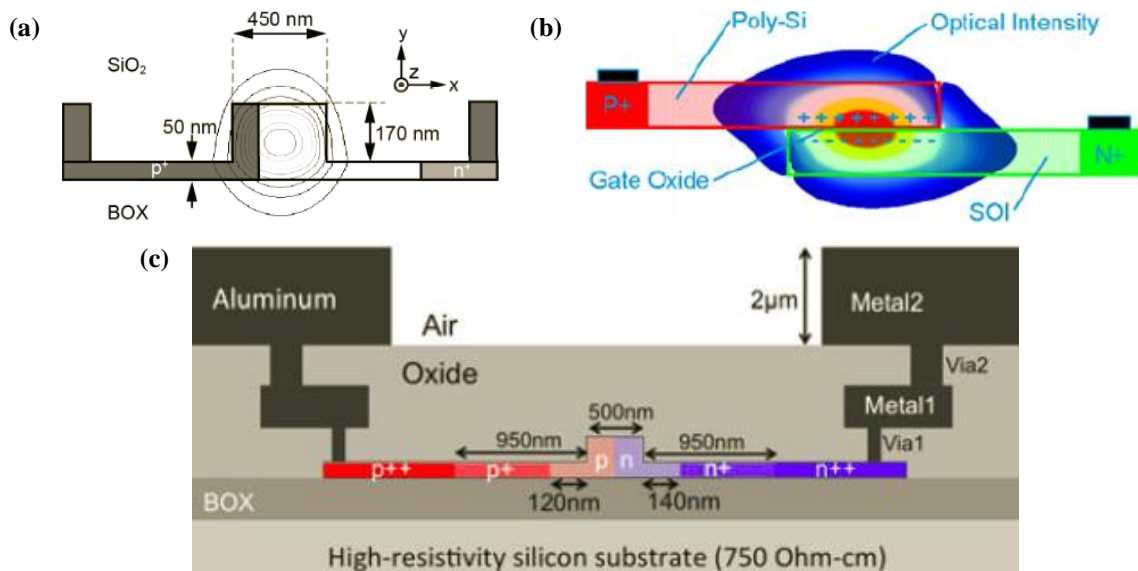 (a)
450 nm
SiO₂
y
z
x
50 nm
170 nm
p⁺
n⁺
BOX
(b)
Poly-Si
Optical Intensity
P+
+ + + + + + + +
- - - - - - -
N+
Gate Oxide
SOI
(c)
Aluminum
Air
2µm
Metal2
Oxide
Via2
500nm
Metal1
950nm
950nm
Via1
p++
p+
p
n
n+
n++
BOX
120nm
140nm
High-resistivity silicon substrate (750 Ohm-cm)